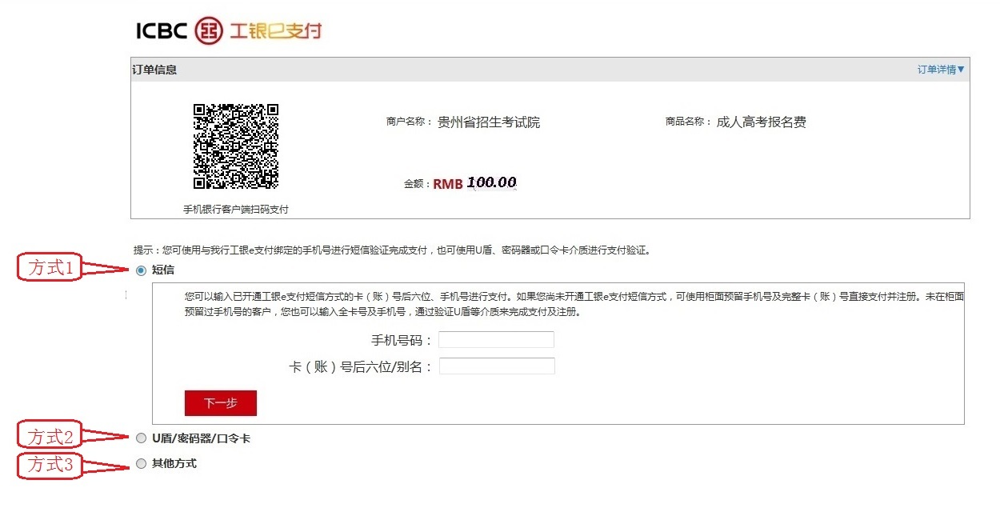 ICBC 工银e支付
订单信息
订单详情▼
商户名称： 贵州省招生考试院
商品名称： 成人高考报名费
金额：RMB 100.00
手机银行客户端扫码支付
提示：您可使用与我行工银e支付绑定的手机号进行短信验证完成支付，也可使用U盾、密码器或口令卡介质进行支付验证。
方式1
短信
您可以输入已开通工银e支付短信方式的卡（账）号后六位、手机号进行支付。如果您尚未开通工银e支付短信方式，可使用柜面预留手机号及完整卡（账）号直接支付并注册。未在柜面
预留过手机号的客户，您也可以输入全卡号及手机号，通过验证U盾等介质来完成支付及注册。
手机号码：
卡（账）号后六位/别名：
下一步
方式2
U盾/密码器/口令卡
方式3
其他方式